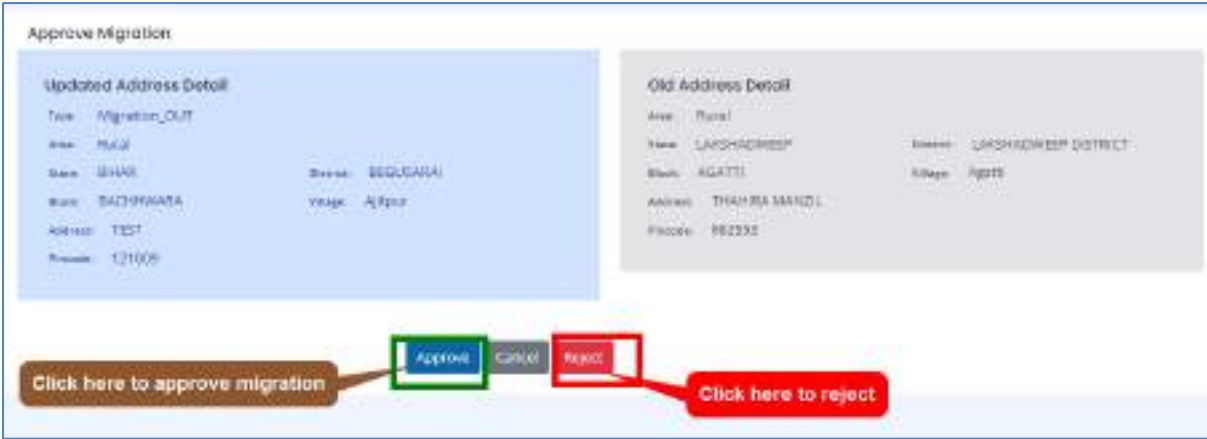 Approve Migration
Updated Address Detail
Type: Migration_OUT
Area: Rural
State: BIHAR District: BEGUSARAI
Block: BACHHWARA Village: Ajitpur
Address: TEST
Pincode: 121009
Old Address Detail
Area: Rural
State: LAKSHADWEEP District: LAKSHADWEEP DISTRICT
Block: AGATTI Village: Agatti
Address: THAHIRA MANZIL
Pincode:
Approve Cancel Reject
Click here to approve migration
Click here to reject